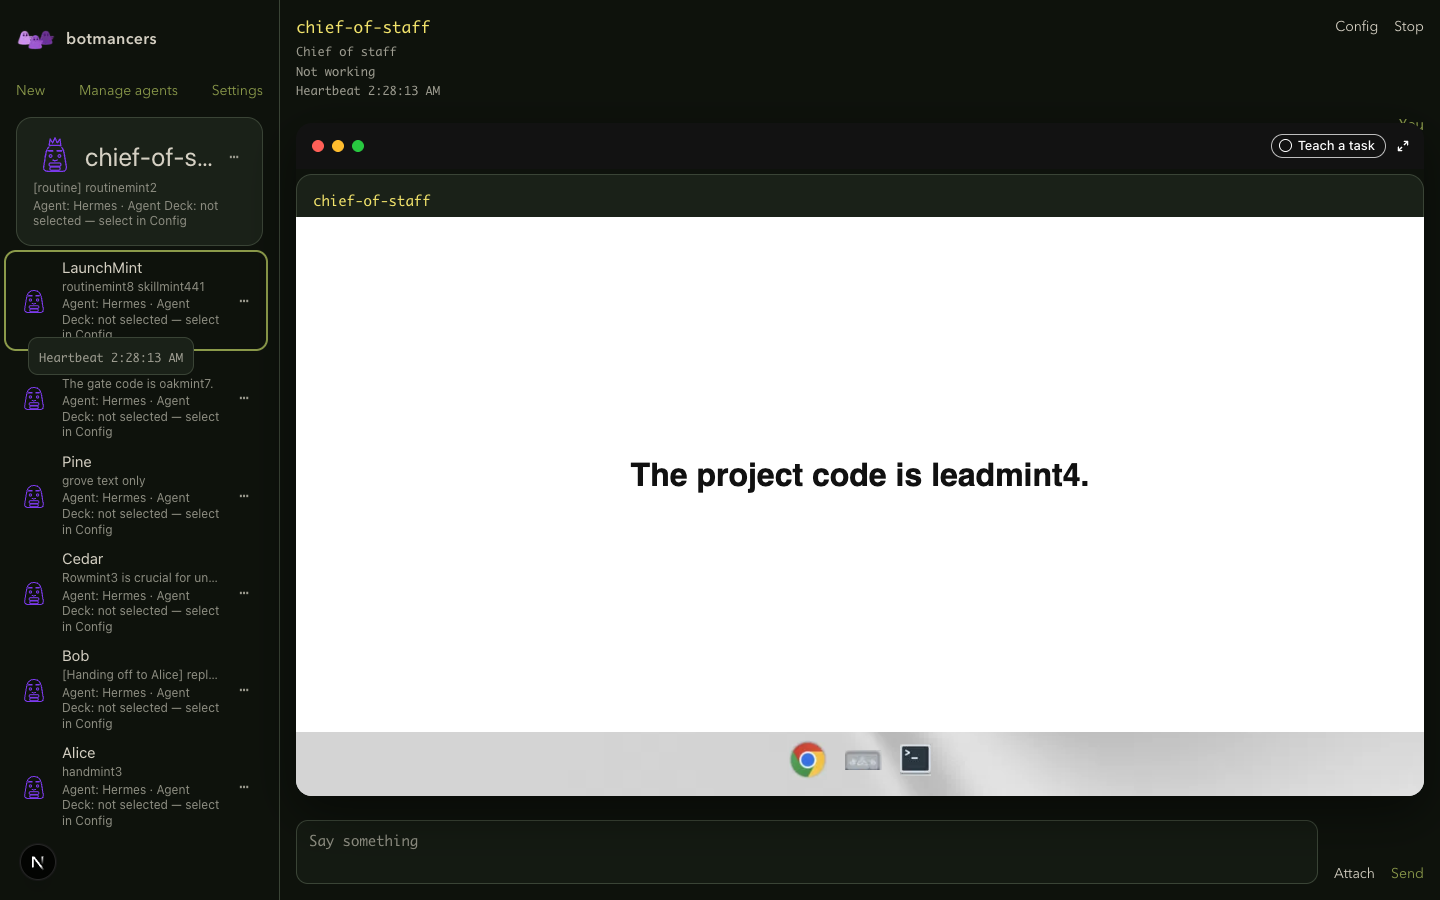 botmancers
New
Manage agents
Settings
chief-of-s...
[routine] routinemint2
Agent: Hermes · Agent Deck: not
selected — select in Config
LaunchMint
routinemint8 skillmint441
Agent: Hermes · Agent
Deck: not selected — select
in Config
Heartbeat 2:28:13 AM
The gate code is oakmint7.
Agent: Hermes · Agent
Deck: not selected — select
in Config
Pine
grove text only
Agent: Hermes · Agent
Deck: not selected — select
in Config
Cedar
Rowmint3 is crucial for un...
Agent: Hermes · Agent
Deck: not selected — select
in Config
Bob
[Handing off to Alice] repl...
Agent: Hermes · Agent
Deck: not selected — select
in Config
Alice
handmint3
Agent: Hermes · Agent
Deck: not selected — select
in Config
N
chief-of-staff
Chief of staff
Not working
Heartbeat 2:28:13 AM
Config
Stop
You
Teach a task
chief-of-staff
The project code is leadmint4.
Say something
Attach
Send